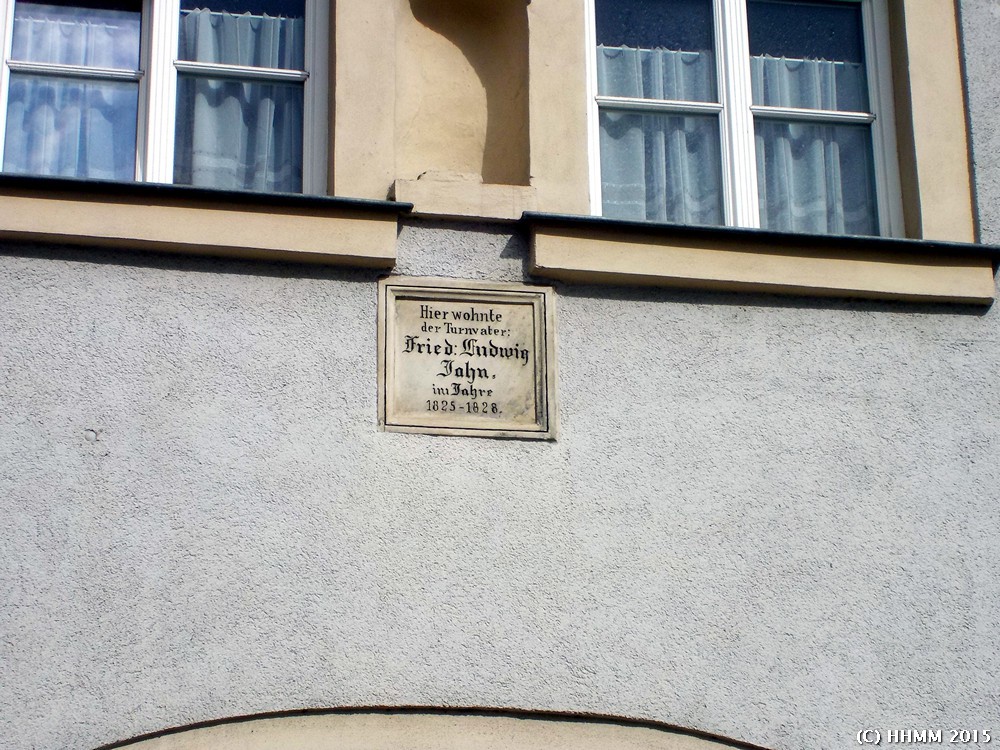 Hier wohnte
der Turnvater:
Fried: Ludwig
Jahn.
im Jahre
1825-1828.
(C) HHMM 2015